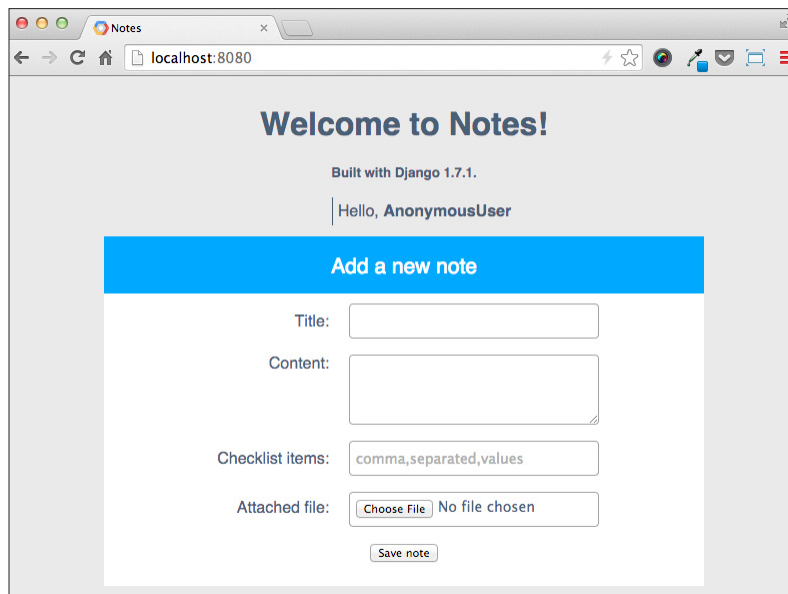 Notes
localhost:8080
Welcome to Notes!
Built with Django 1.7.1.
Hello, AnonymousUser
Add a new note
Title:
Content:
Checklist items: comma,separated,values
Attached file: Choose File No file chosen
Save note